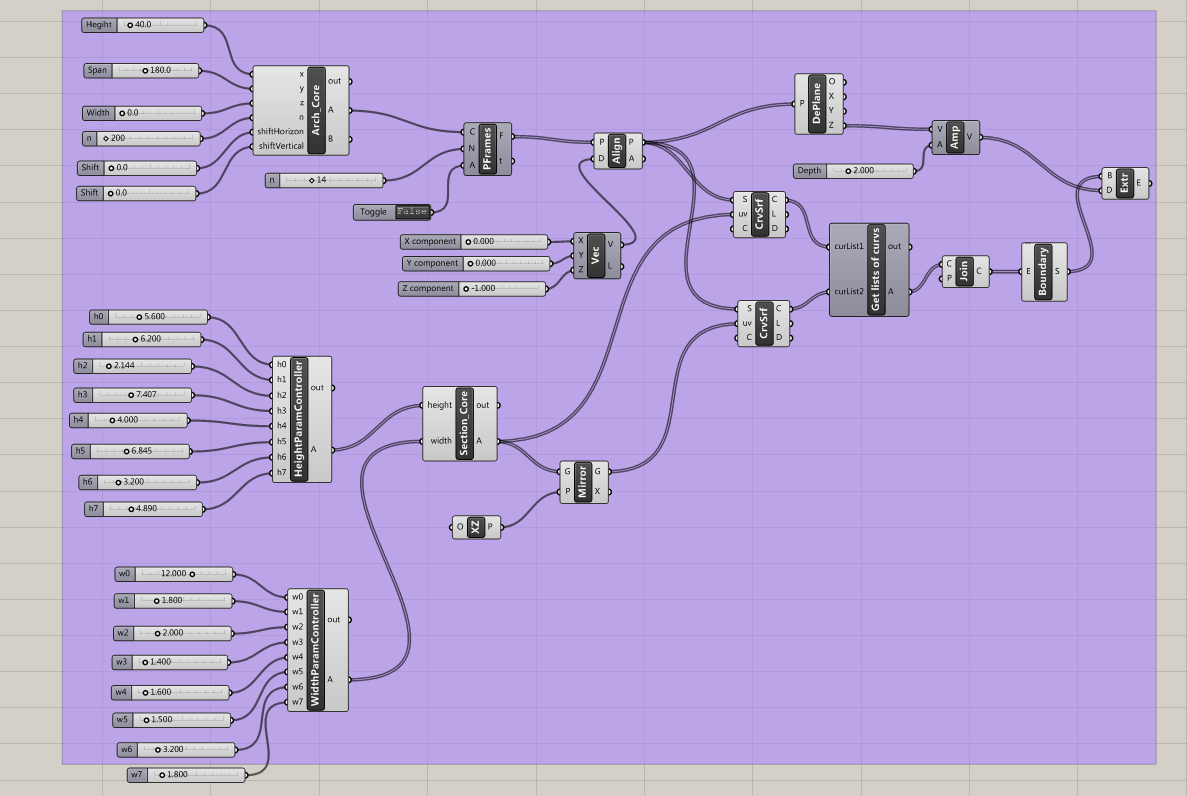 Hegiht 40.0
Span 180.0
Width 0.0
n 200
Shift 0.0
Shift 0.0
x
y
z
n
shiftHorizon
shiftVertical
Arch_Core
out
A
B
n 14
Toggle False
C
N
A
PFrames
F
t
X component 0.000
Y component 0.000
Z component -1.000
X
Y
Z
Vec
V
L
P
D
Align
P
A
P
DePlane
O
X
Y
Z
Depth 2.000
V
A
Amp
V
B
D
Extr
E
S
uv
C
CrvSrf
C
L
D
S
uv
C
CrvSrf
C
L
D
curList1
curList2
Get lists of curvs
out
A
C
P
Join
C
E
Boundary
S
h0 5.600
h1 6.200
h2 2.144
h3 7.407
h4 4.000
h5 6.845
h6 3.200
h7 4.890
h0
h1
h2
h3
h4
h5
h6
h7
HeightParamController
out
A
height
width
Section_Core
out
A
G
P
Mirror
G
X
O
XZ
P
w0 12.000
w1 1.800
w2 2.000
w3 1.400
w4 1.600
w5 1.500
w6 3.200
w7 1.800
w0
w1
w2
w3
w4
w5
w6
w7
WidthParamController
out
A